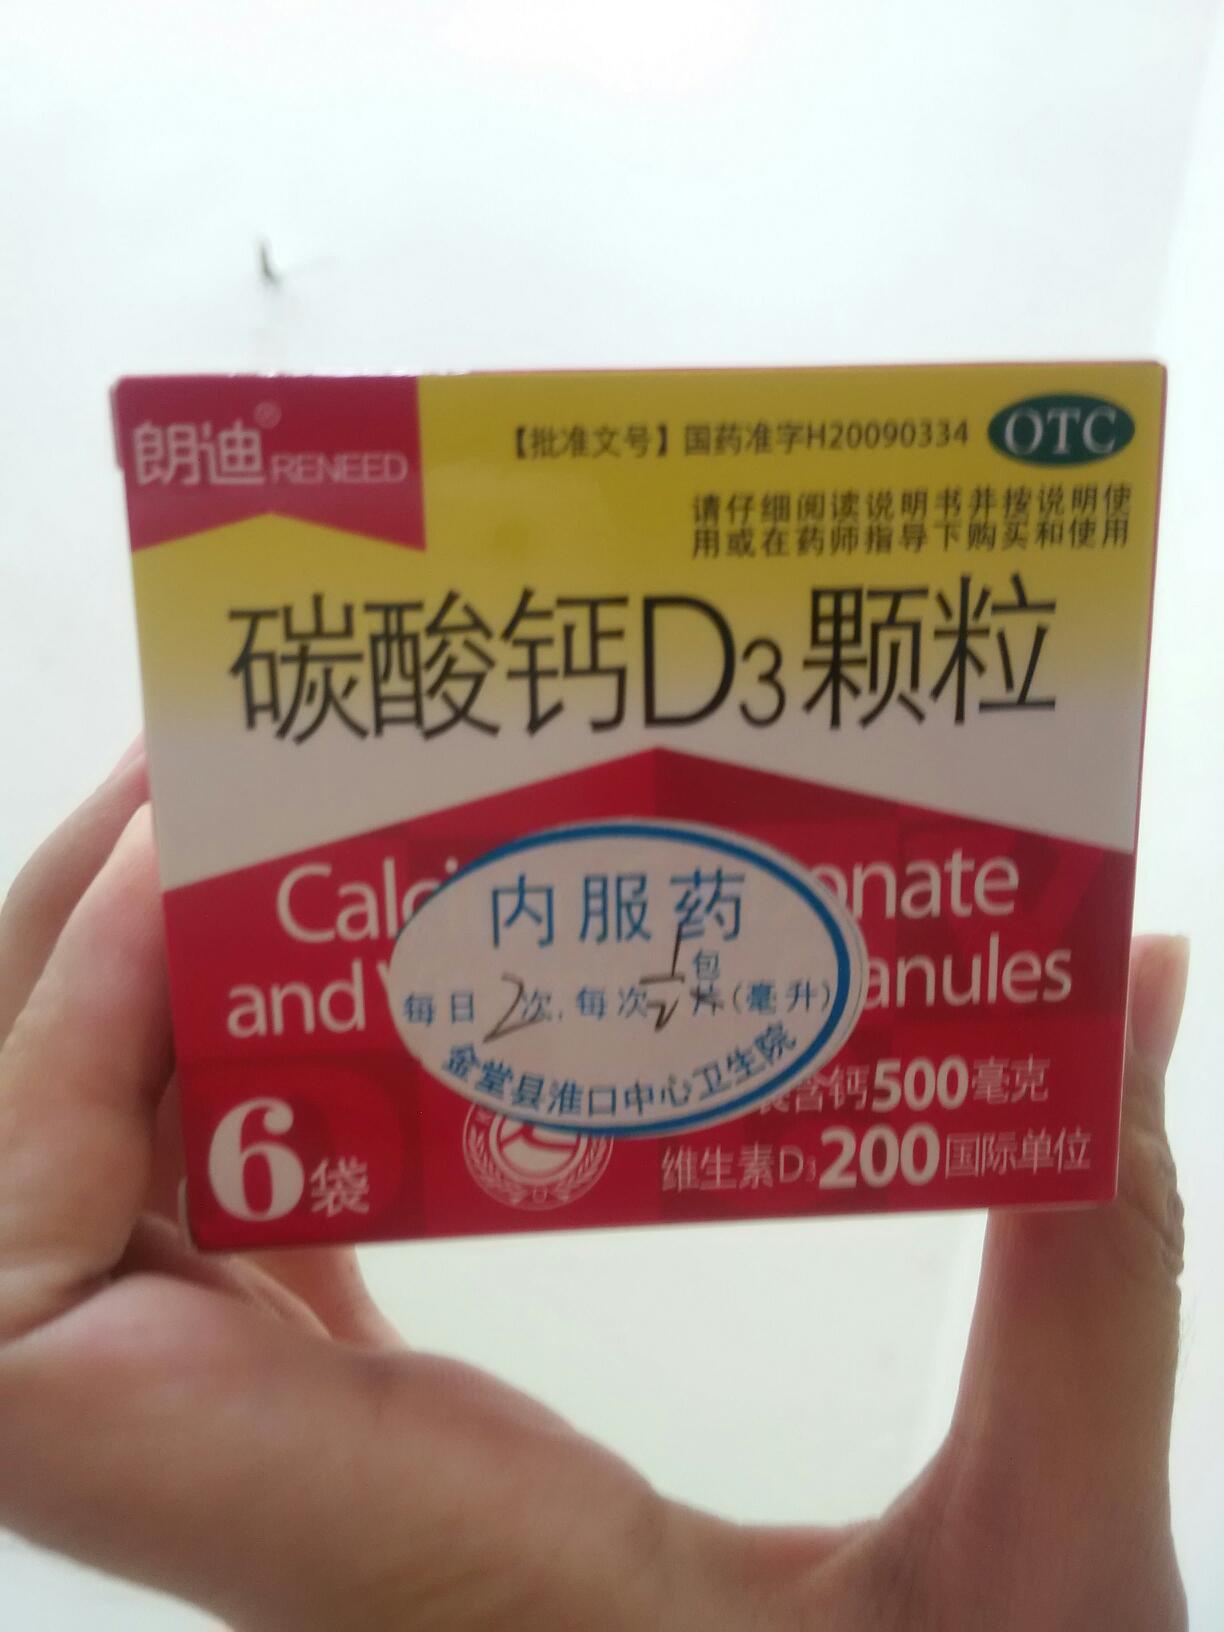 朗迪® RENEED
【批准文号】国药准字H20090334
OTC
请仔细阅读说明书并按说明使
用或在药师指导下购买和使用
碳酸钙D3颗粒
内服药
每日2次,每次1/2包片(毫升)
金堂县淮口中心卫生院
6袋
含钙500毫克
维生素D3 200国际单位